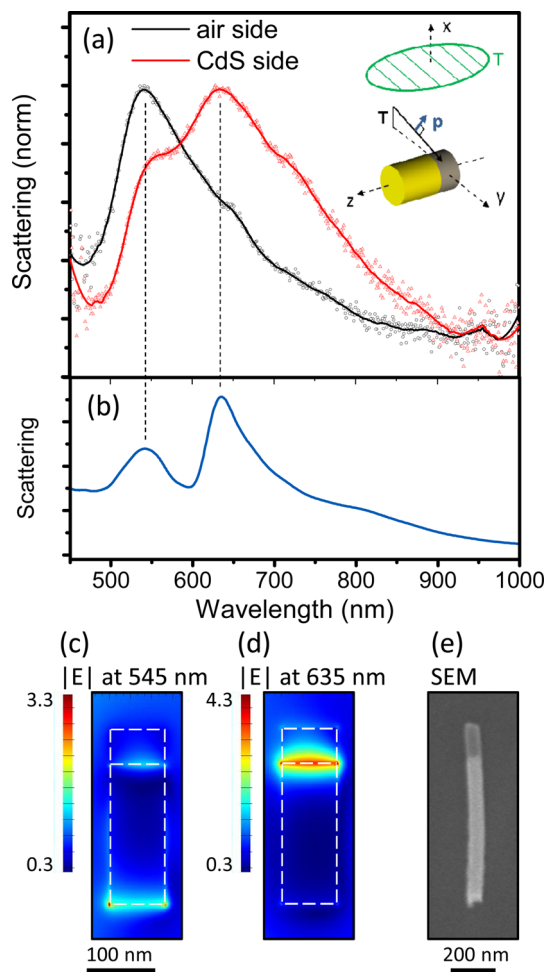 (a)
air side
CdS side
x
T
T
p
z
y
Scattering (norm)
(b)
Scattering
500 600 700 800 900 1000
Wavelength (nm)
(c) (d) (e)
|E| at 545 nm |E| at 635 nm SEM
3.3 4.3
0.3 0.3
100 nm 200 nm